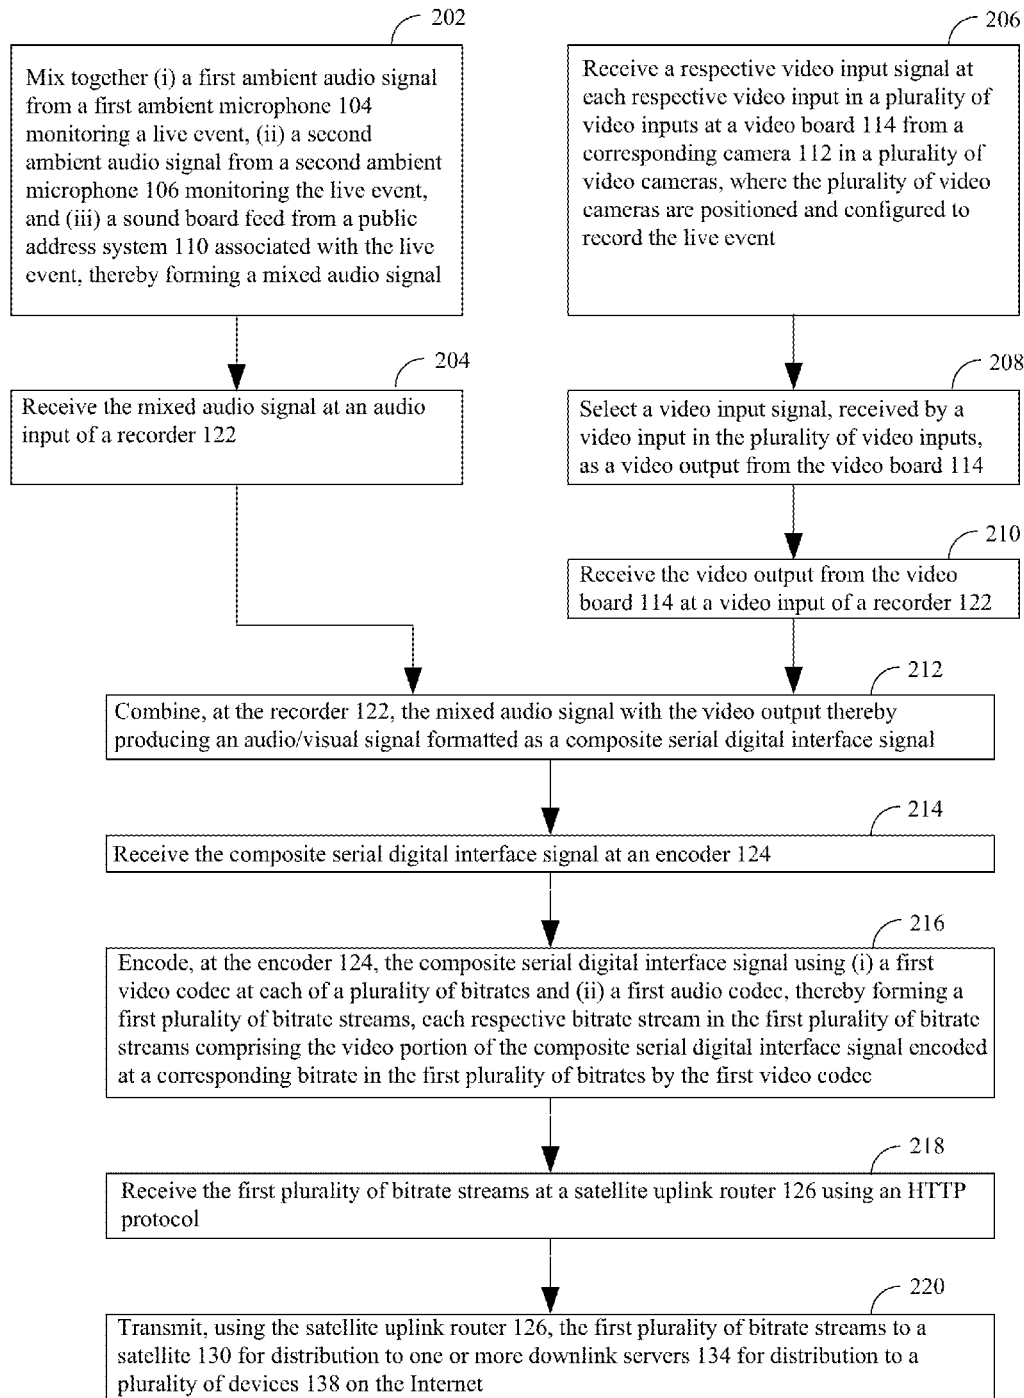 202
Mix together (i) a first ambient audio signal
from a first ambient microphone 104
monitoring a live event, (ii) a second
ambient audio signal from a second ambient
microphone 106 monitoring the live event,
and (iii) a sound board feed from a public
address system 110 associated with the live
event, thereby forming a mixed audio signal
204
Receive the mixed audio signal at an audio
input of a recorder 122
206
Receive a respective video input signal at
each respective video input in a plurality of
video inputs at a video board 114 from a
corresponding camera 112 in a plurality of
video cameras, where the plurality of video
cameras are positioned and configured to
record the live event
208
Select a video input signal, received by a
video input in the plurality of video inputs,
as a video output from the video board 114
210
Receive the video output from the video
board 114 at a video input of a recorder 122
212
Combine, at the recorder 122, the mixed audio signal with the video output thereby
producing an audio/visual signal formatted as a composite serial digital interface signal
214
Receive the composite serial digital interface signal at an encoder 124
216
Encode, at the encoder 124, the composite serial digital interface signal using (i) a first
video codec at each of a plurality of bitrates and (ii) a first audio codec, thereby forming a
first plurality of bitrate streams, each respective bitrate stream in the first plurality of bitrate
streams comprising the video portion of the composite serial digital interface signal encoded
at a corresponding bitrate in the first plurality of bitrates by the first video codec
218
Receive the first plurality of bitrate streams at a satellite uplink router 126 using an HTTP
protocol
220
Transmit, using the satellite uplink router 126, the first plurality of bitrate streams to a
satellite 130 for distribution to one or more downlink servers 134 for distribution to a
plurality of devices 138 on the Internet